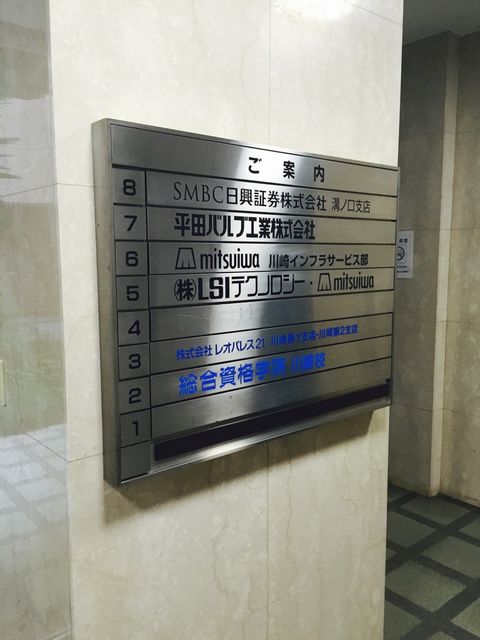 ご案内
8 SMBC日興証券株式会社 溝ノ口支店
7 平田バルブ工業株式会社
6 mitsuiwa 川崎インフラサービス部
5 ㈱LSIテクノロジー・mitsuiwa
4
3 株式会社 レオパレス21 川崎第1支店・川崎第2支店
2 総合資格学院 川崎校
1